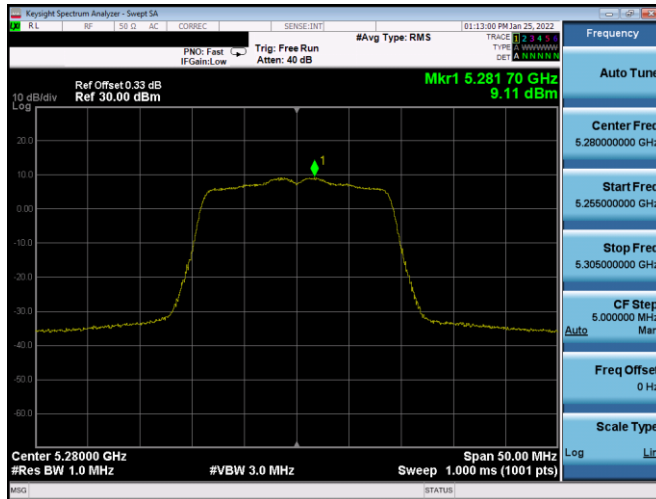 Keysight Spectrum Analyzer - Swept SA
RL RF 50 Ω AC CORREC SENSE:INT 01:13:00 PM Jan 25, 2022
#Avg Type: RMS
TRACE 1 2 3 4 5 6
TYPE A WWWWW
DET A N N N N N
PNO: Fast
IFGain:Low
Trig: Free Run
Atten: 40 dB
Mkr1 5.281 70 GHz
9.11 dBm
Ref Offset 0.33 dB
Ref 30.00 dBm
10 dB/div
Log
20.0
10.0
0.00
-10.0
-20.0
-30.0
-40.0
-50.0
-60.0
1
Center 5.28000 GHz
Span 50.00 MHz
#Res BW 1.0 MHz
#VBW 3.0 MHz
Sweep 1.000 ms (1001 pts)
MSG
STATUS
Frequency
Auto Tune
Center Freq
5.280000000 GHz
Start Freq
5.255000000 GHz
Stop Freq
5.305000000 GHz
CF Step
5.000000 MHz
Auto Man
Freq Offset
0 Hz
Scale Type
Log Lin